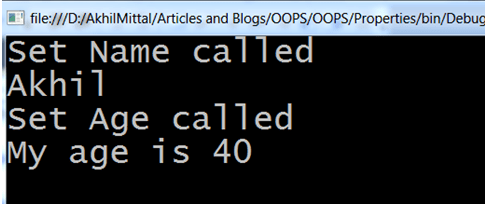 file:///D:/AkhilMittal/Articles and Blogs/OOPS/OOPS/Properties/bin/Debug
Set Name called
Akhil
Set Age called
My age is 40